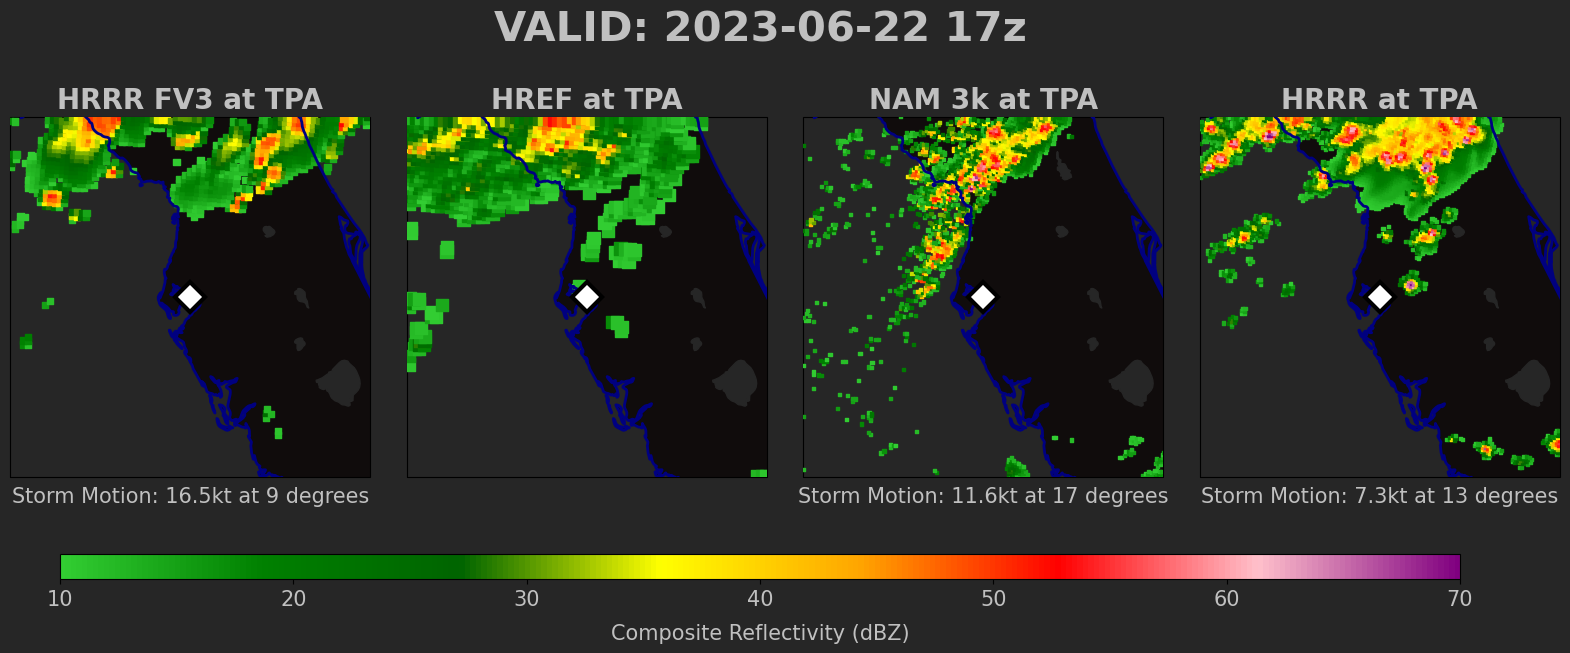 VALID: 2023-06-22 17z
HRRR FV3 at TPA
HREF at TPA
NAM 3k at TPA
HRRR at TPA
Storm Motion: 16.5kt at 9 degrees
Storm Motion: 11.6kt at 17 degrees
Storm Motion: 7.3kt at 13 degrees
10 20 30 40 50 60 70
Composite Reflectivity (dBZ)